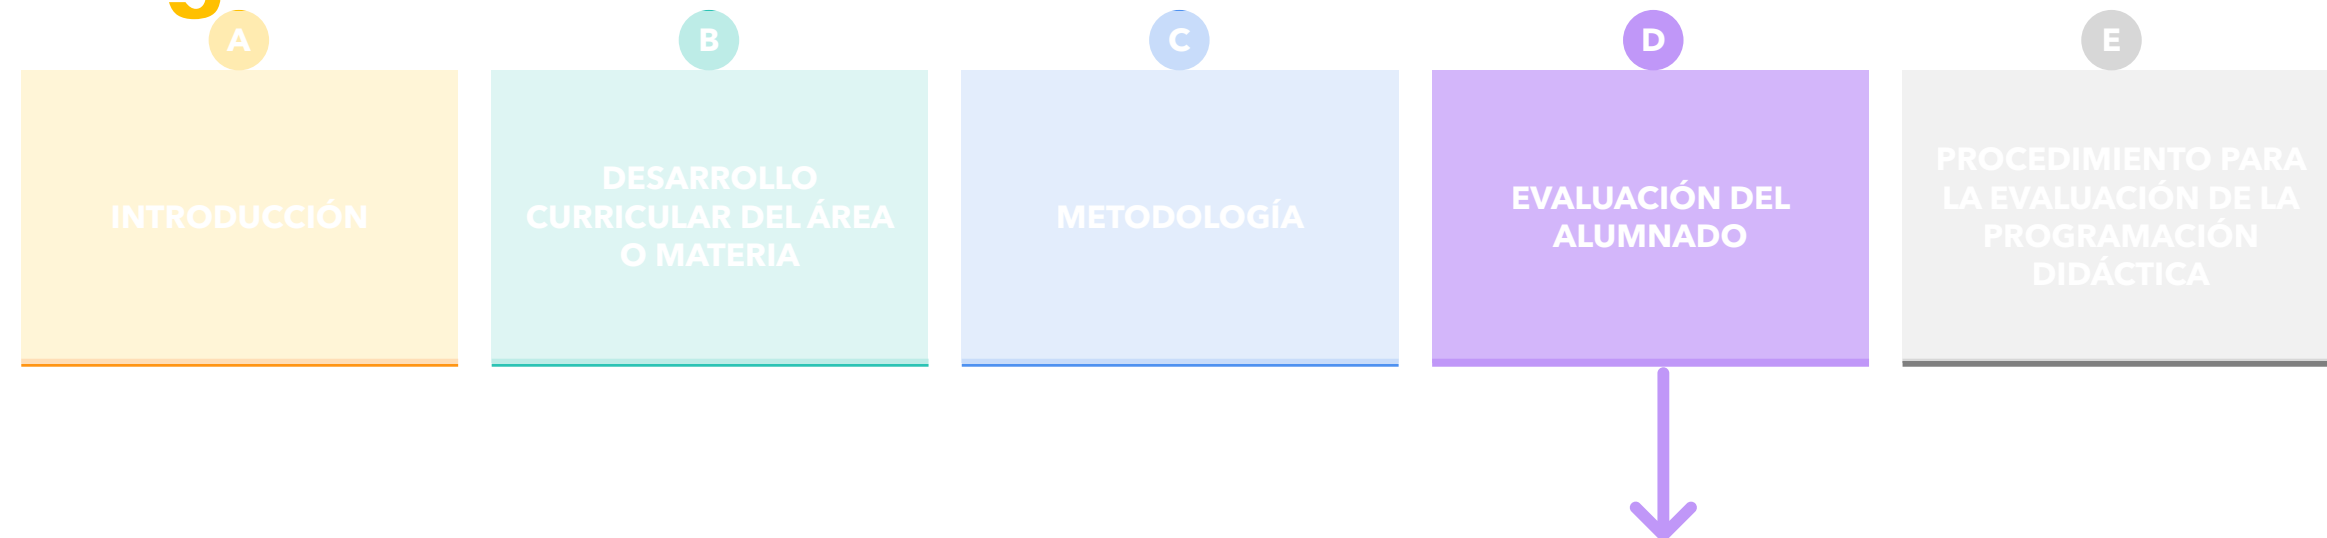 A
INTRODUCCIÓN
B
DESARROLLO
CURRICULAR DEL ÁREA
O MATERIA
C
METODOLOGÍA
D
EVALUACIÓN DEL
ALUMNADO
E
PROCEDIMIENTO PARA
LA EVALUACIÓN DE LA
PROGRAMACIÓN
DIDÁCTICA